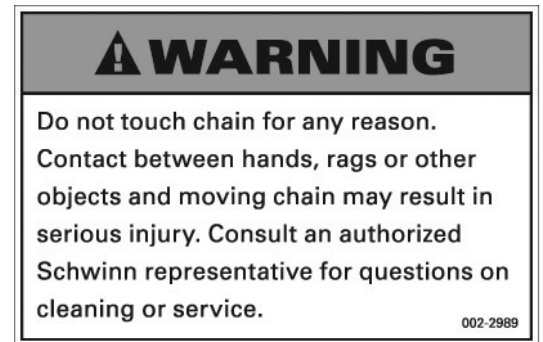 WARNING
Do not touch chain for any reason.
Contact between hands, rags or other
objects and moving chain may result in
serious injury. Consult an authorized
Schwinn representative for questions on
cleaning or service.
002-2989